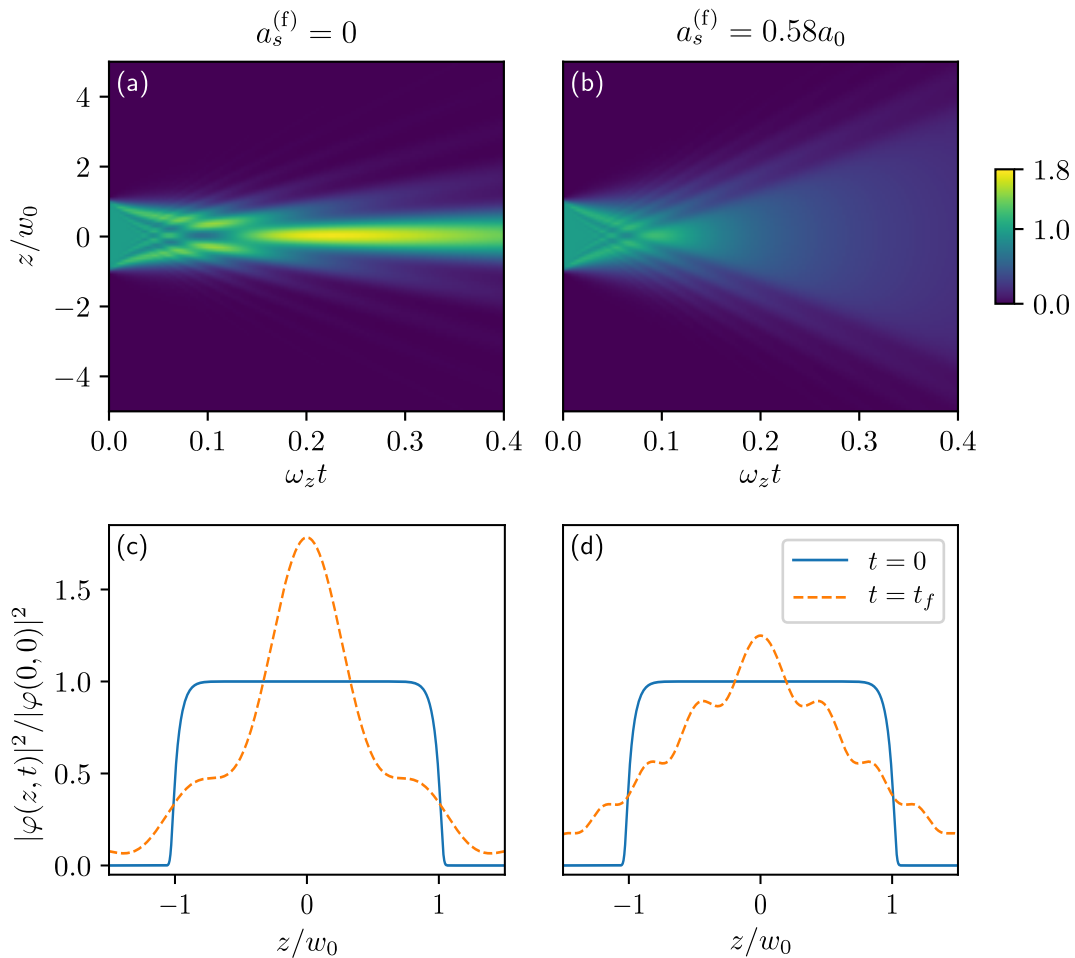 a_s^(f) = 0
a_s^(f) = 0.58a_0
(a)
(b)
z/w_0
4
2
0
−2
−4
0.0 0.1 0.2 0.3 0.4
0.0 0.1 0.2 0.3 0.4
ω_z t
ω_z t
1.8
1.0
0.0
(c)
(d)
|φ(z, t)|²/|φ(0, 0)|²
1.5
1.0
0.5
0.0
t = 0
t = t_f
−1 0 1
−1 0 1
z/w_0
z/w_0